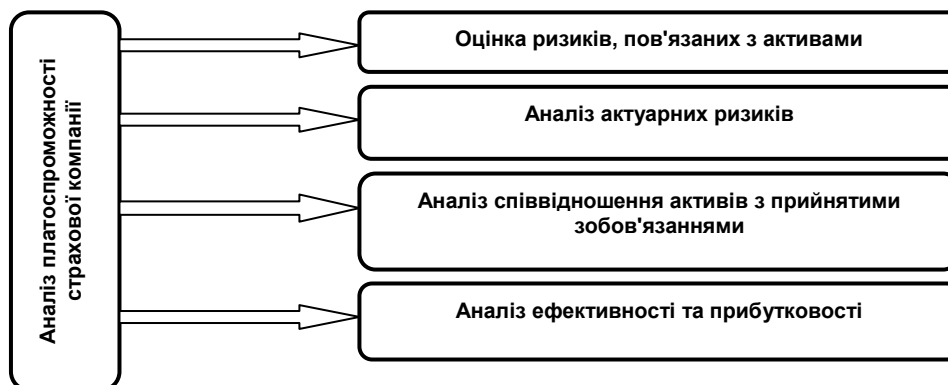 Аналіз платоспроможності
страхової компанії
Оцінка ризиків, пов'язаних з активами
Аналіз актуарних ризиків
Аналіз співвідношення активів з прийнятими
зобов'язаннями
Аналіз ефективності та прибутковості